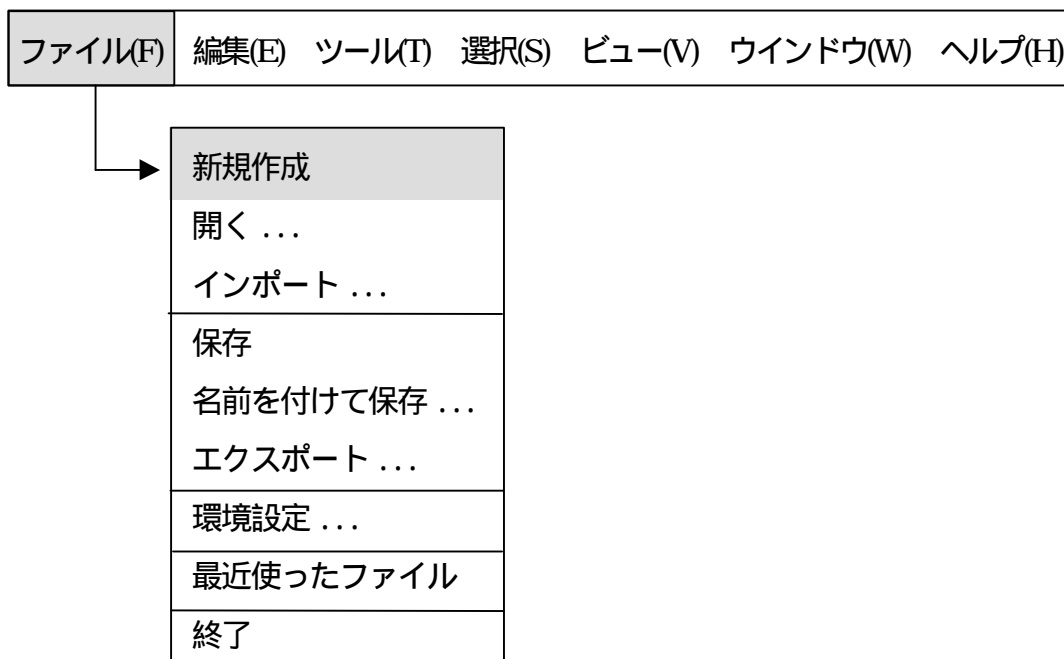 ファイル(F) 編集(E) ツール(T) 選択(S) ビュー(V) ウインドウ(W) ヘルプ(H)
新規作成
開く ...
インポート ...
保存
名前を付けて保存 ...
エクスポート ...
環境設定 ...
最近使ったファイル
終了